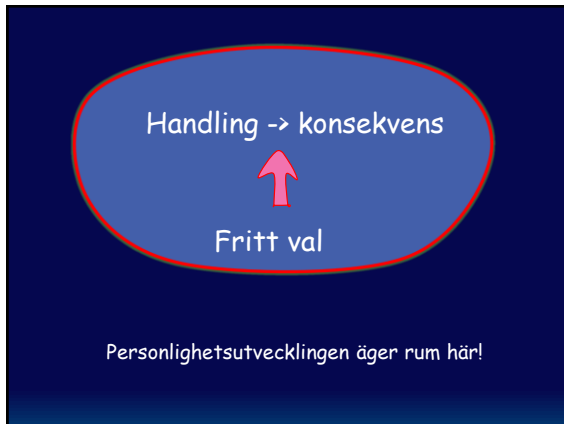 Handling -> konsekvens
Fritt val
Personlighetsutvecklingen äger rum här!